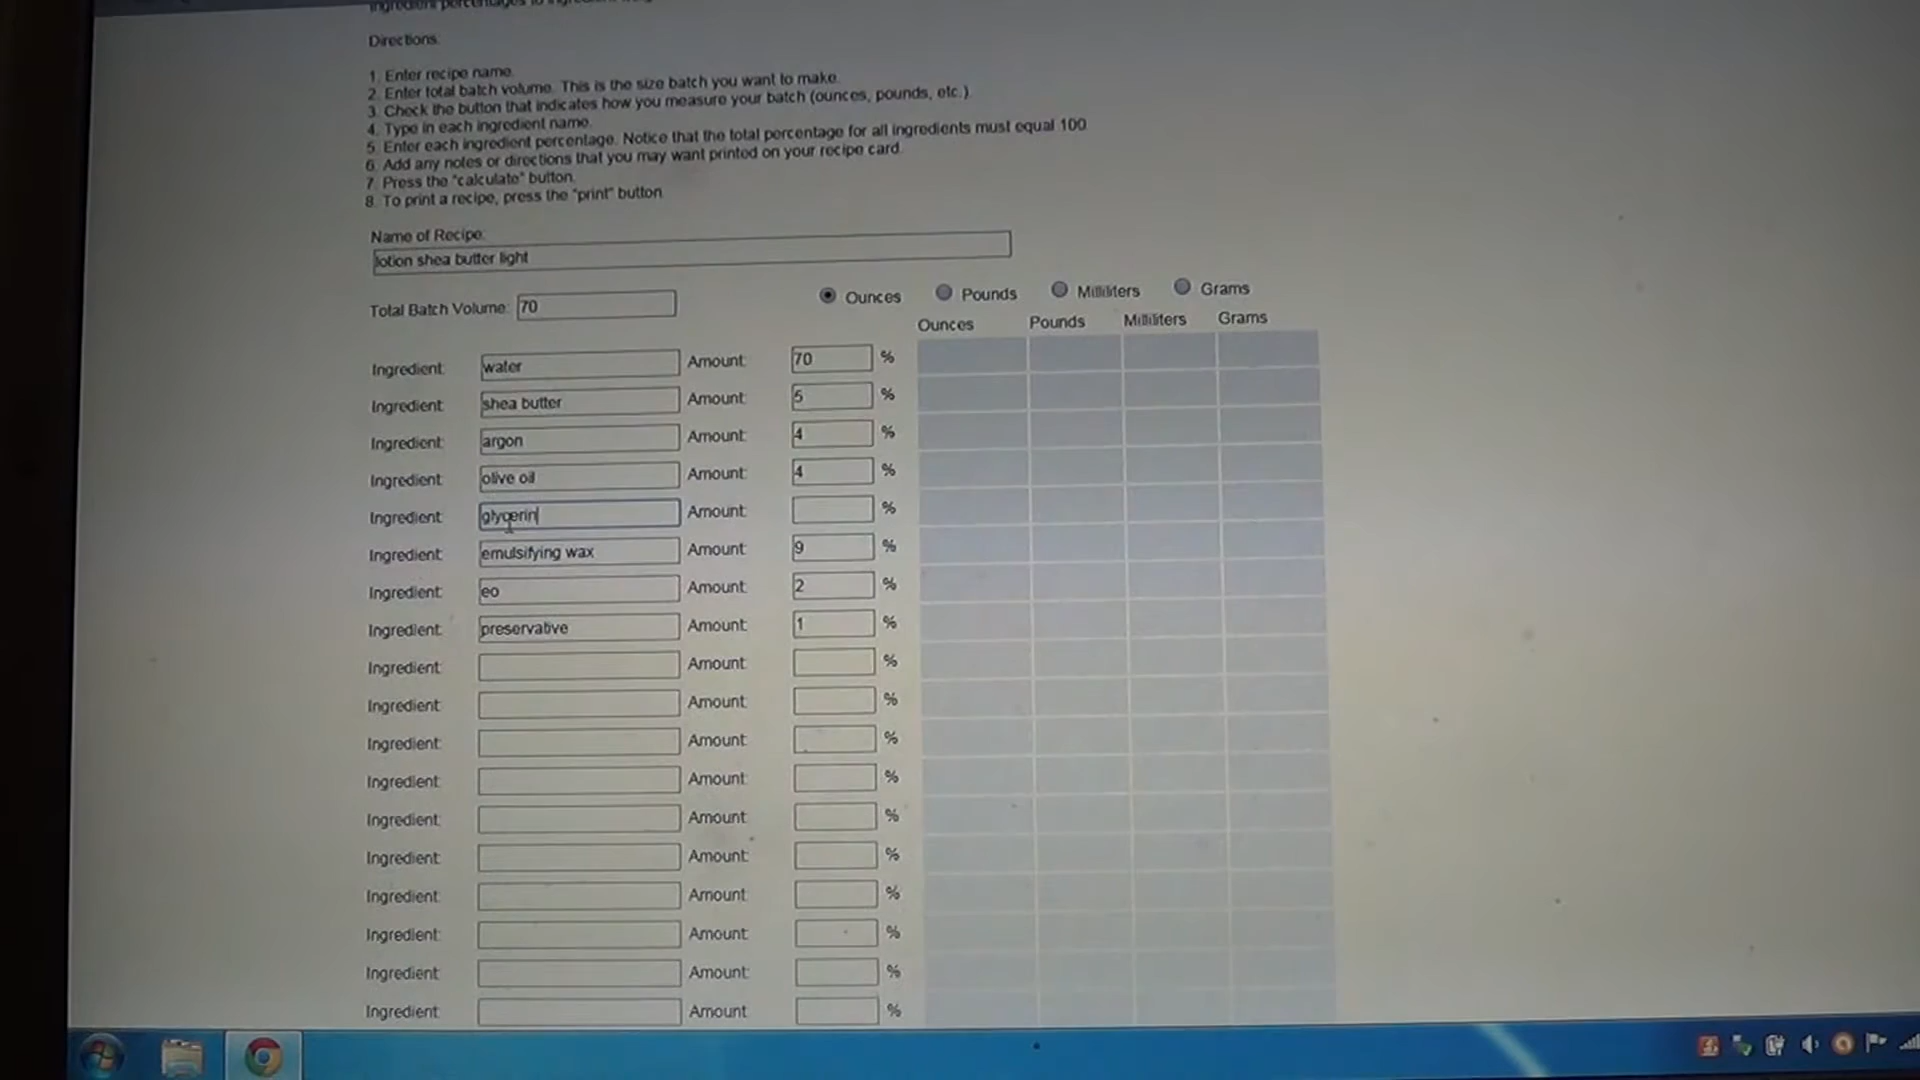 ingredient percentages to ingredient
Directions.
1. Enter recipe name.
2. Enter total batch volume. This is the size batch you want to make.
3. Check the button that indicates how you measure your batch (ounces, pounds, etc.)
4. Type in each ingredient name.
5. Enter each ingredient percentage. Notice that the total percentage for all ingredients must equal 100
6. Add any notes or directions that you may want printed on your recipe card.
7. Press the "calculate" button.
8. To print a recipe, press the "print" button
Name of Recipe:
lotion shea butter light
Total Batch Volume: 70 Ounces Pounds Milliliters Grams
Ounces Pounds Milliliters Grams
Ingredient: water Amount: 70 %
Ingredient: shea butter Amount: 5 %
Ingredient: argon Amount: 4 %
Ingredient: olive oil Amount: 4 %
Ingredient: glycerin Amount: %
Ingredient: emulsifying wax Amount: 9 %
Ingredient: eo Amount: 2 %
Ingredient: preservative Amount: 1 %
Ingredient: Amount: %
Ingredient: Amount: %
Ingredient: Amount: %
Ingredient: Amount: %
Ingredient: Amount: %
Ingredient: Amount: %
Ingredient: Amount: %
Ingredient: Amount: %
Ingredient: Amount: %
Ingredient: Amount: %